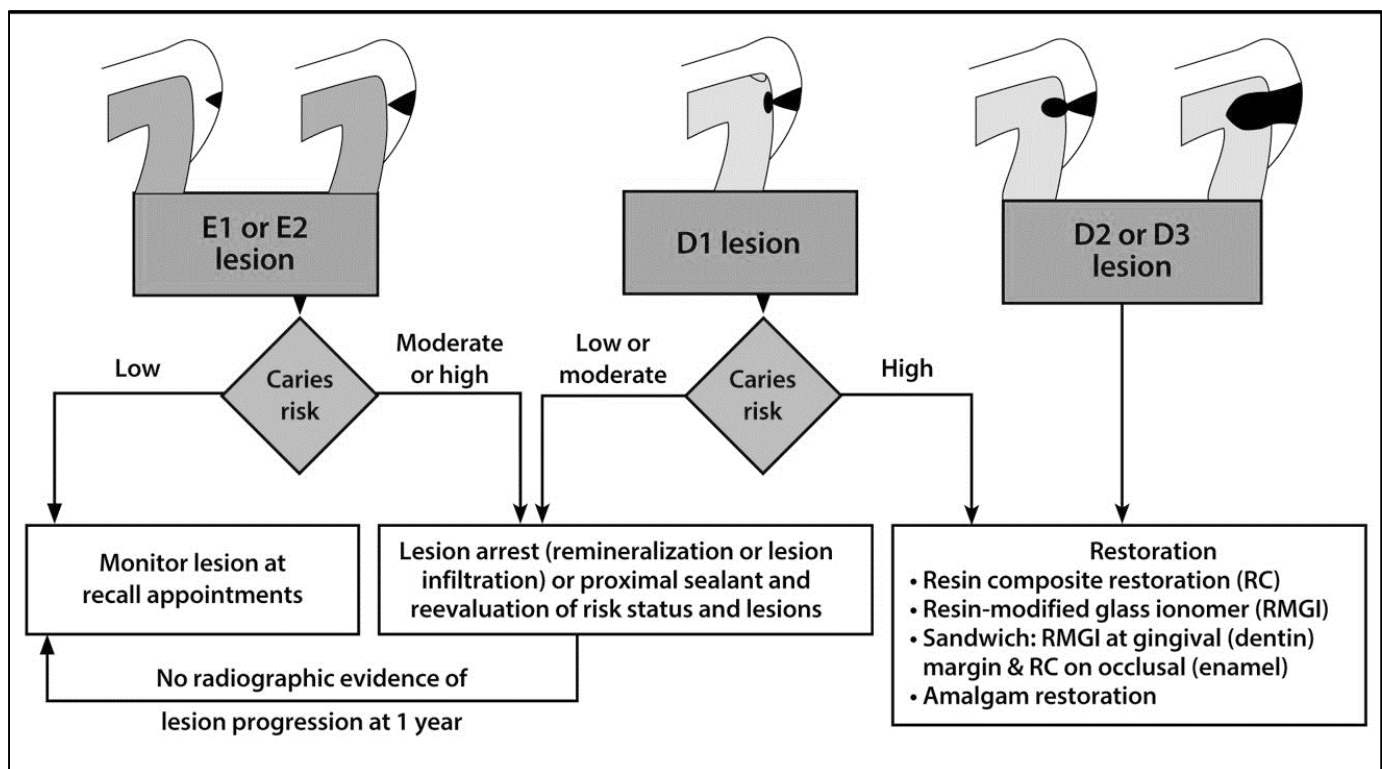 E1 or E2
lesion
D1 lesion
D2 or D3
lesion
Low
Caries
risk
Moderate
or high
Low or
moderate
Caries
risk
High
Monitor lesion at
recall appointments
Lesion arrest (remineralization or lesion
infiltration) or proximal sealant and
reevaluation of risk status and lesions
Restoration
• Resin composite restoration (RC)
• Resin-modified glass ionomer (RMGI)
• Sandwich: RMGI at gingival (dentin)
margin & RC on occlusal (enamel)
• Amalgam restoration
No radiographic evidence of
lesion progression at 1 year